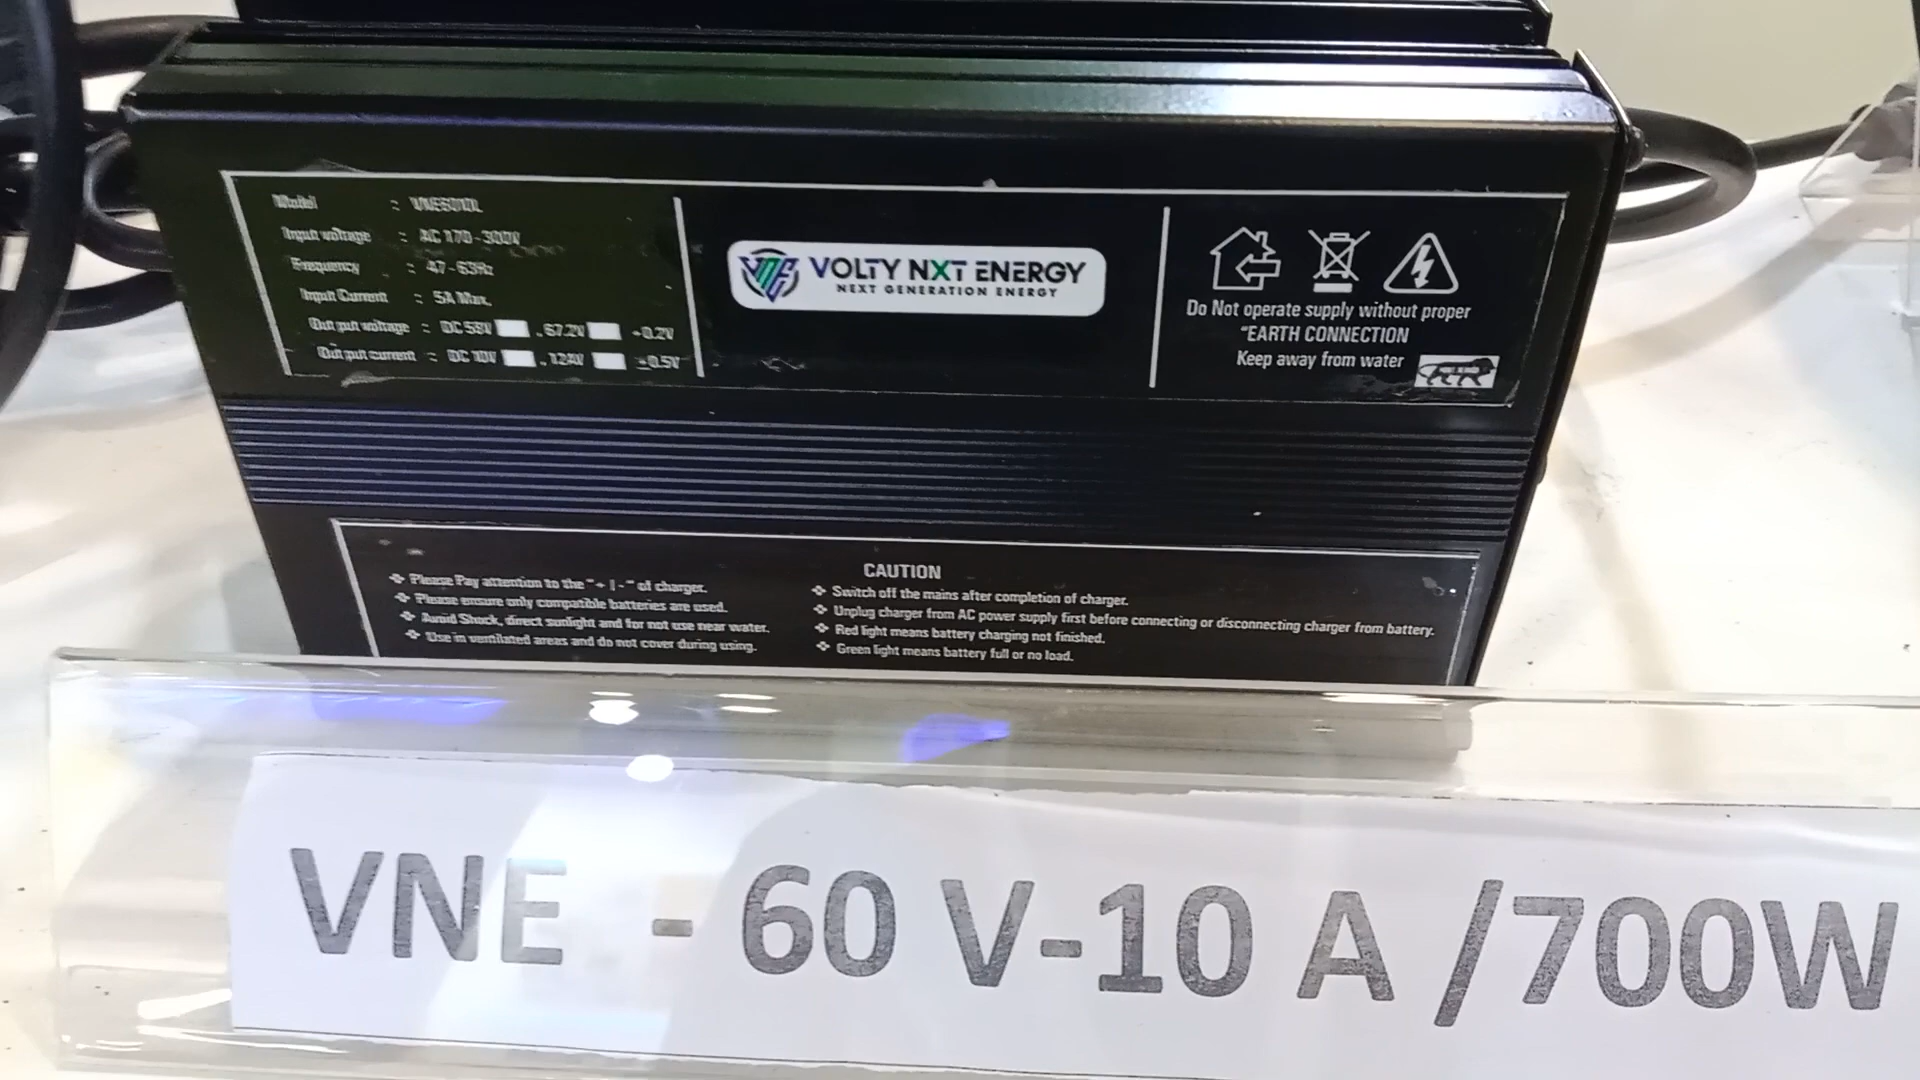 Model : VNE6010L
Input voltage : AC 170 - 300V
Frequency : 47 - 63Hz
Input Current : 5A Max.
Out put voltage : DC 58V , 67.2V +0.2V
Out put current : DC 10V , 12AV ±0.5V
VOLTY NXT ENERGY
NEXT GENERATION ENERGY
Do Not operate supply without proper
"EARTH CONNECTION
Keep away from water
CAUTION
Please Pay attention to the "+ / -" of charger.
Please ensure only compatible batteries are used.
Avoid Shock, direct sunlight and for not use near water.
Use in ventilated areas and do not cover during using.
Switch off the mains after completion of charger.
Unplug charger from AC power supply first before connecting or disconnecting charger from battery.
Red light means battery charging not finished.
Green light means battery full or no load.
VNE - 60 V-10 A /700W